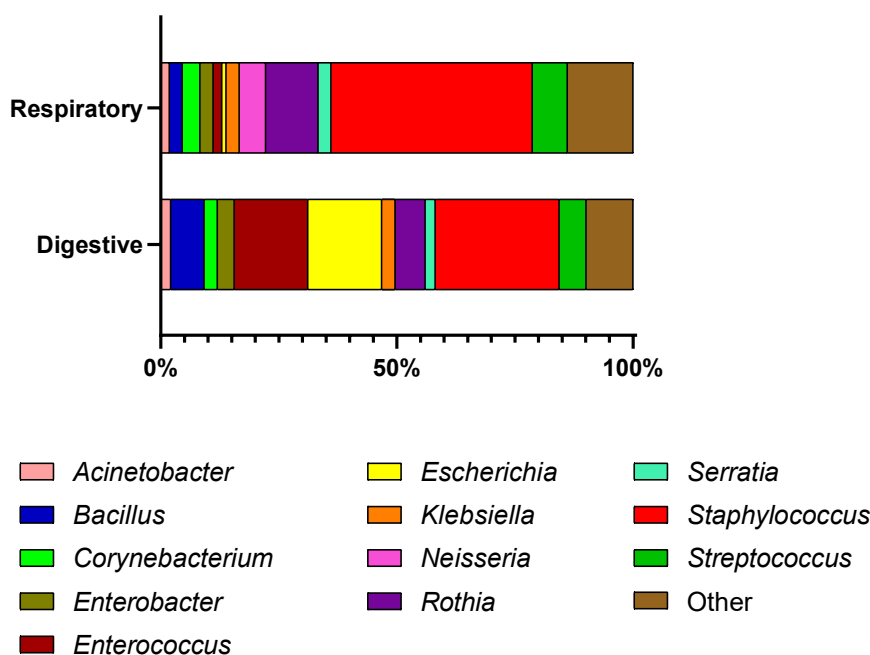 Respiratory
Digestive
0% 50% 100%
Acinetobacter Escherichia Serratia
Bacillus Klebsiella Staphylococcus
Corynebacterium Neisseria Streptococcus
Enterobacter Rothia Other
Enterococcus